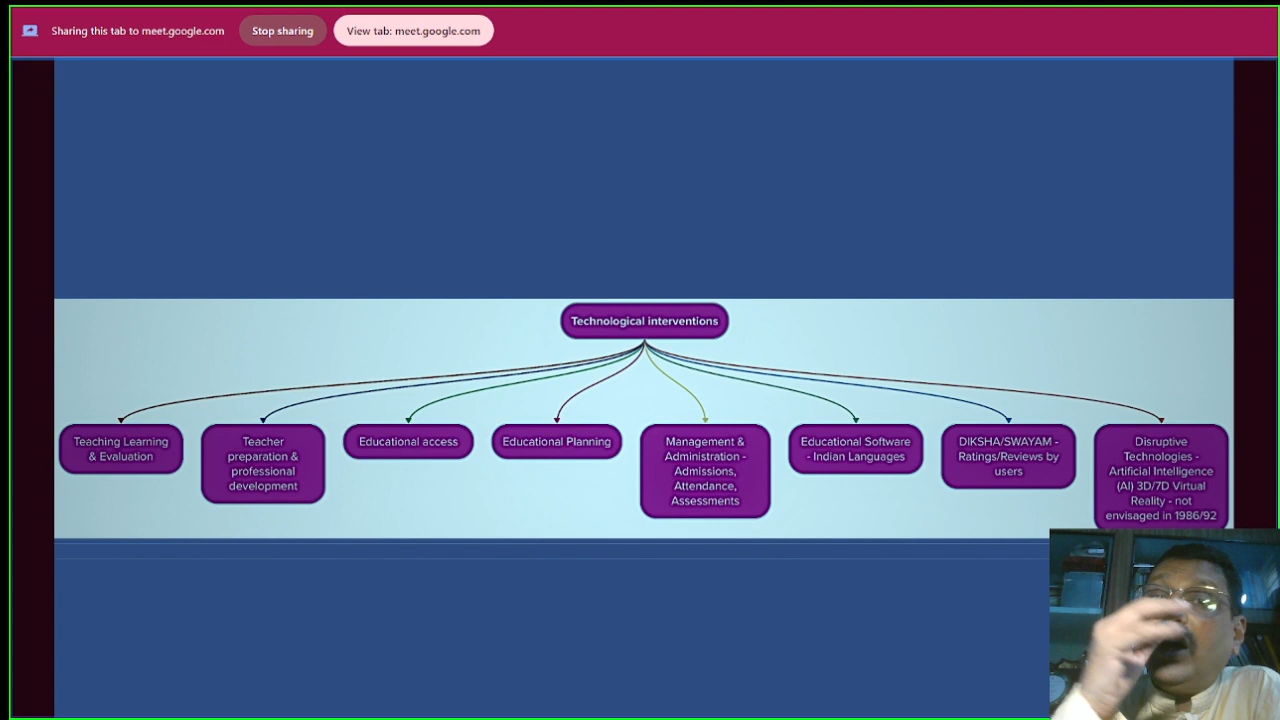 Sharing this tab to meet.google.com
Stop sharing
View tab: meet.google.com
Technological interventions
Teaching Learning
& Evaluation
Teacher
preparation &
professional
development
Educational access
Educational Planning
Management &
Administration -
Admissions,
Attendance,
Assessments
Educational Software
- Indian Languages
DIKSHA/SWAYAM -
Ratings/Reviews by
users
Disruptive
Technologies -
Artificial Intelligence
(AI) 3D/7D Virtual
Reality - not
envisaged in 1986/92